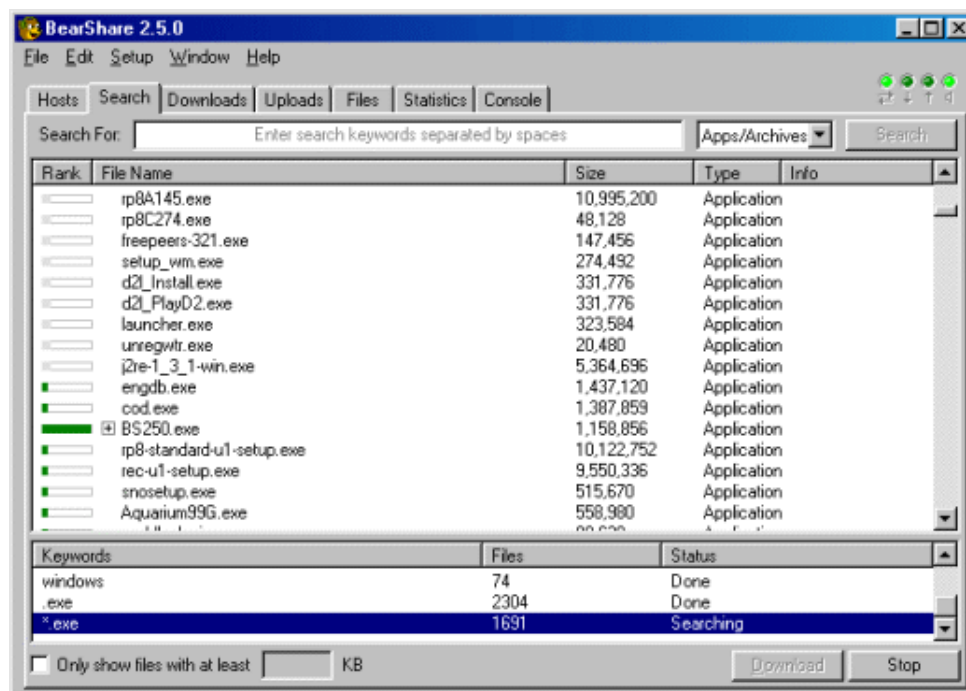 BearShare 2.5.0
File Edit Setup Window Help
Hosts Search Downloads Uploads Files Statistics Console
Search For: Enter search keywords separated by spaces Apps/Archives Search
Rank File Name Size Type Info
rp8A145.exe 10,995,200 Application
rp8C274.exe 48,128 Application
freepeers-321.exe 147,456 Application
setup_wm.exe 274,492 Application
d2l_Install.exe 331,776 Application
d2l_PlayD2.exe 331,776 Application
launcher.exe 323,584 Application
unregwtr.exe 20,480 Application
j2re-1_3_1-win.exe 5,364,696 Application
engdb.exe 1,437,120 Application
cod.exe 1,387,859 Application
BS250.exe 1,158,856 Application
rp8-standard-u1-setup.exe 10,122,752 Application
rec-u1-setup.exe 9,550,336 Application
snosetup.exe 515,670 Application
Aquarium99G.exe 558,980 Application
Keywords Files Status
windows 74 Done
.exe 2304 Done
*.exe 1691 Searching
Only show files with at least KB Download Stop